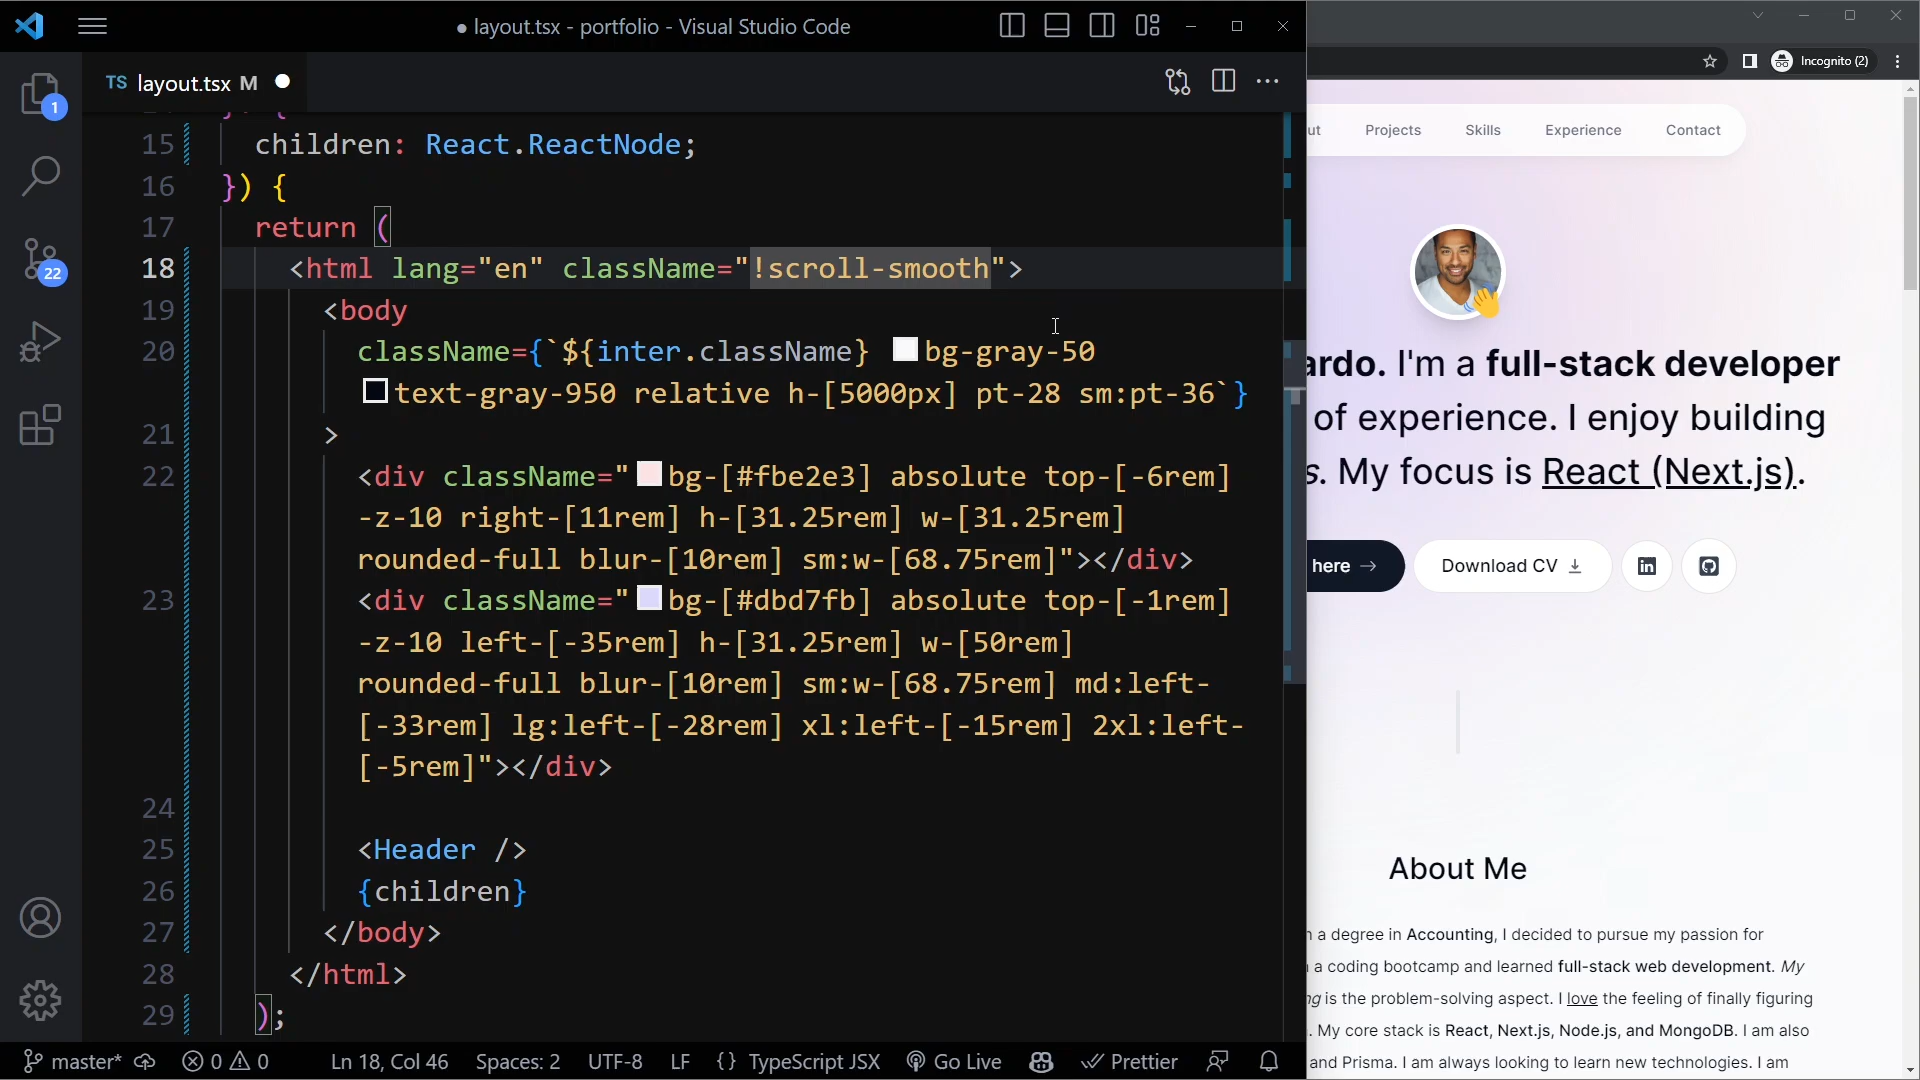 ● layout.tsx - portfolio - Visual Studio Code
TS layout.tsx M
1
22
15 children: React.ReactNode;
16 }) {
17 return (
18 <html lang="en" className="!scroll-smooth">
19 <body
20 className={`${inter.className} bg-gray-50
text-gray-950 relative h-[5000px] pt-28 sm:pt-36`}
21 >
22 <div className="bg-[#fbe2e3] absolute top-[-6rem]
-z-10 right-[11rem] h-[31.25rem] w-[31.25rem]
rounded-full blur-[10rem] sm:w-[68.75rem]"></div>
23 <div className="bg-[#dbd7fb] absolute top-[-1rem]
-z-10 left-[-35rem] h-[31.25rem] w-[50rem]
rounded-full blur-[10rem] sm:w-[68.75rem] md:left-
[-33rem] lg:left-[-28rem] xl:left-[-15rem] 2xl:left-
[-5rem]"></div>
24
25 <Header />
26 {children}
27 </body>
28 </html>
29 );
master* 0 0 Ln 18, Col 46 Spaces: 2 UTF-8 LF {} TypeScript JSX Go Live Prettier
Incognito (2)
ut Projects Skills Experience Contact
ardo. I'm a full-stack developer
of experience. I enjoy building
s. My focus is React (Next.js).
here → Download CV in
About Me
a degree in Accounting, I decided to pursue my passion for
a coding bootcamp and learned full-stack web development. My
ng is the problem-solving aspect. I love the feeling of finally figuring
. My core stack is React, Next.js, Node.js, and MongoDB. I am also
and Prisma. I am always looking to learn new technologies. I am